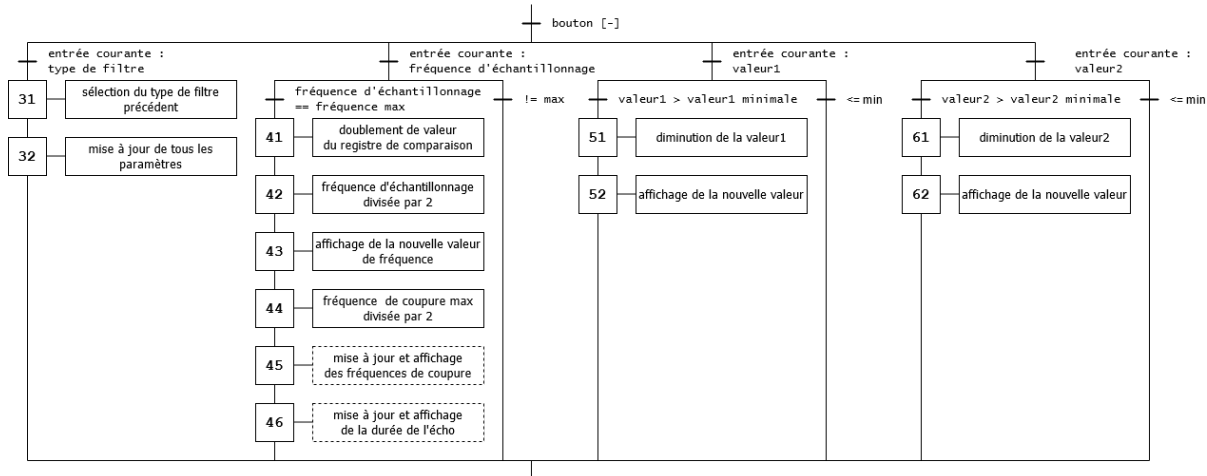 bouton [-]
entrée courante :
type de filtre
entrée courante :
fréquence d'échantillonnage
entrée courante :
valeur1
entrée courante :
valeur2
31
sélection du type de filtre
précédent
32
mise à jour de tous les
paramètres
fréquence d'échantillonnage
== fréquence max
!= max
41
doublement de valeur
du registre de comparaison
42
fréquence d'échantillonnage
divisée par 2
43
affichage de la nouvelle valeur
de fréquence
44
fréquence de coupure max
divisée par 2
45
mise à jour et affichage
des fréquences de coupure
46
mise à jour et affichage
de la durée de l'écho
valeur1 > valeur1 minimale
<= min
51
diminution de la valeur1
52
affichage de la nouvelle valeur
valeur2 > valeur2 minimale
<= min
61
diminution de la valeur2
62
affichage de la nouvelle valeur